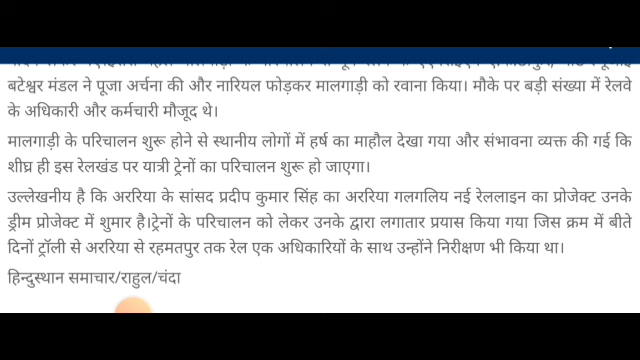 बटेश्वर मंडल ने पूजा अर्चना की और नारियल फोड़कर मालगाड़ी को रवाना किया। मौके पर बड़ी संख्या में रेलवे
के अधिकारी और कर्मचारी मौजूद थे।
मालगाड़ी के परिचालन शुरू होने से स्थानीय लोगों में हर्ष का माहौल देखा गया और संभावना व्यक्त की गई कि
शीघ्र ही इस रेलखंड पर यात्री ट्रेनों का परिचालन शुरू हो जाएगा।
उल्लेखनीय है कि अररिया के सांसद प्रदीप कुमार सिंह का अररिया गलगलिय नई रेललाइन का प्रोजेक्ट उनके
ड्रीम प्रोजेक्ट में शुमार है।ट्रेनों के परिचालन को लेकर उनके द्वारा लगातार प्रयास किया गया जिस क्रम में बीते
दिनों ट्रॉली से अररिया से रहमतपुर तक रेल एक अधिकारियों के साथ उन्होंने निरीक्षण भी किया था।
हिन्दुस्थान समाचार/राहुल/चंदा